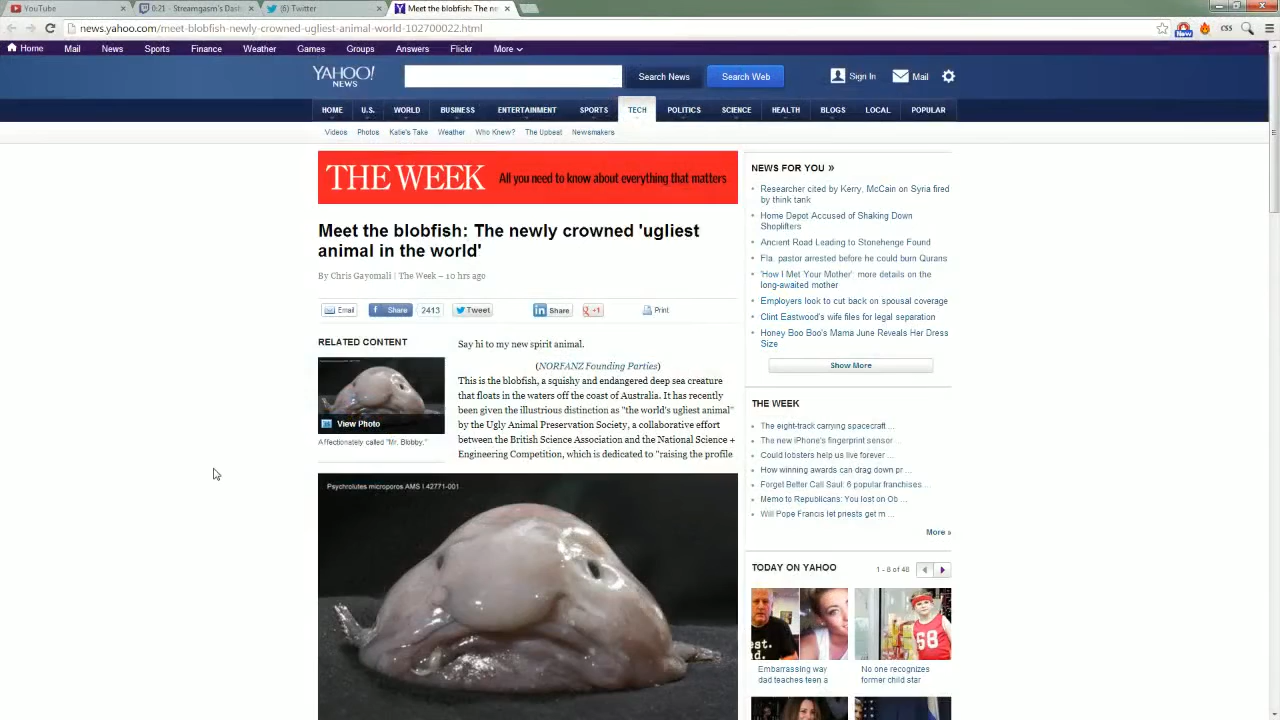 YouTube
0:21 - Streamgasm's Dash
(6) Twitter
Meet the blobfish: The ne
news.yahoo.com/meet-blobfish-newly-crowned-ugliest-animal-world-102700022.html
New
CSS
Home Mail News Sports Finance Weather Games Groups Answers Flickr More
YAHOO!
NEWS
Search News
Search Web
Sign In
Mail
HOME U.S. WORLD BUSINESS ENTERTAINMENT SPORTS TECH POLITICS SCIENCE HEALTH BLOGS LOCAL POPULAR
Videos Photos Katie's Take Weather Who Knew? The Upbeat Newsmakers
THE WEEK All you need to know about everything that matters
Meet the blobfish: The newly crowned 'ugliest
animal in the world'
By Chris Gayomali | The Week – 10 hrs ago
Email
Share
2413
Tweet
Share
+1
Print
RELATED CONTENT
View Photo
Affectionately called "Mr. Blobby."
Say hi to my new spirit animal.
(NORFANZ Founding Parties)
This is the blobfish, a squishy and endangered deep sea creature
that floats in the waters off the coast of Australia. It has recently
been given the illustrious distinction as "the world's ugliest animal"
by the Ugly Animal Preservation Society, a collaborative effort
between the British Science Association and the National Science +
Engineering Competition, which is dedicated to "raising the profile
Psychrolutes microporos AMS I.42771-001
NEWS FOR YOU »
Researcher cited by Kerry, McCain on Syria fired
by think tank
Home Depot Accused of Shaking Down
Shoplifters
Ancient Road Leading to Stonehenge Found
Fla. pastor arrested before he could burn Qurans
'How I Met Your Mother' more details on the
long-awaited mother
Employers look to cut back on spousal coverage
Clint Eastwood's wife files for legal separation
Honey Boo Boo's Mama June Reveals Her Dress
Size
Show More
THE WEEK
The eight-track carrying spacecraft ...
The new iPhone's fingerprint sensor ...
Could lobsters help us live forever ...
How winning awards can drag down pr ...
Forget Better Call Saul: 6 popular franchises ...
Memo to Republicans: You lost on Ob ...
Will Pope Francis let priests get m ...
More »
TODAY ON YAHOO
1 - 6 of 48
68
Embarrassing way
dad teaches teen a
No one recognizes
former child star